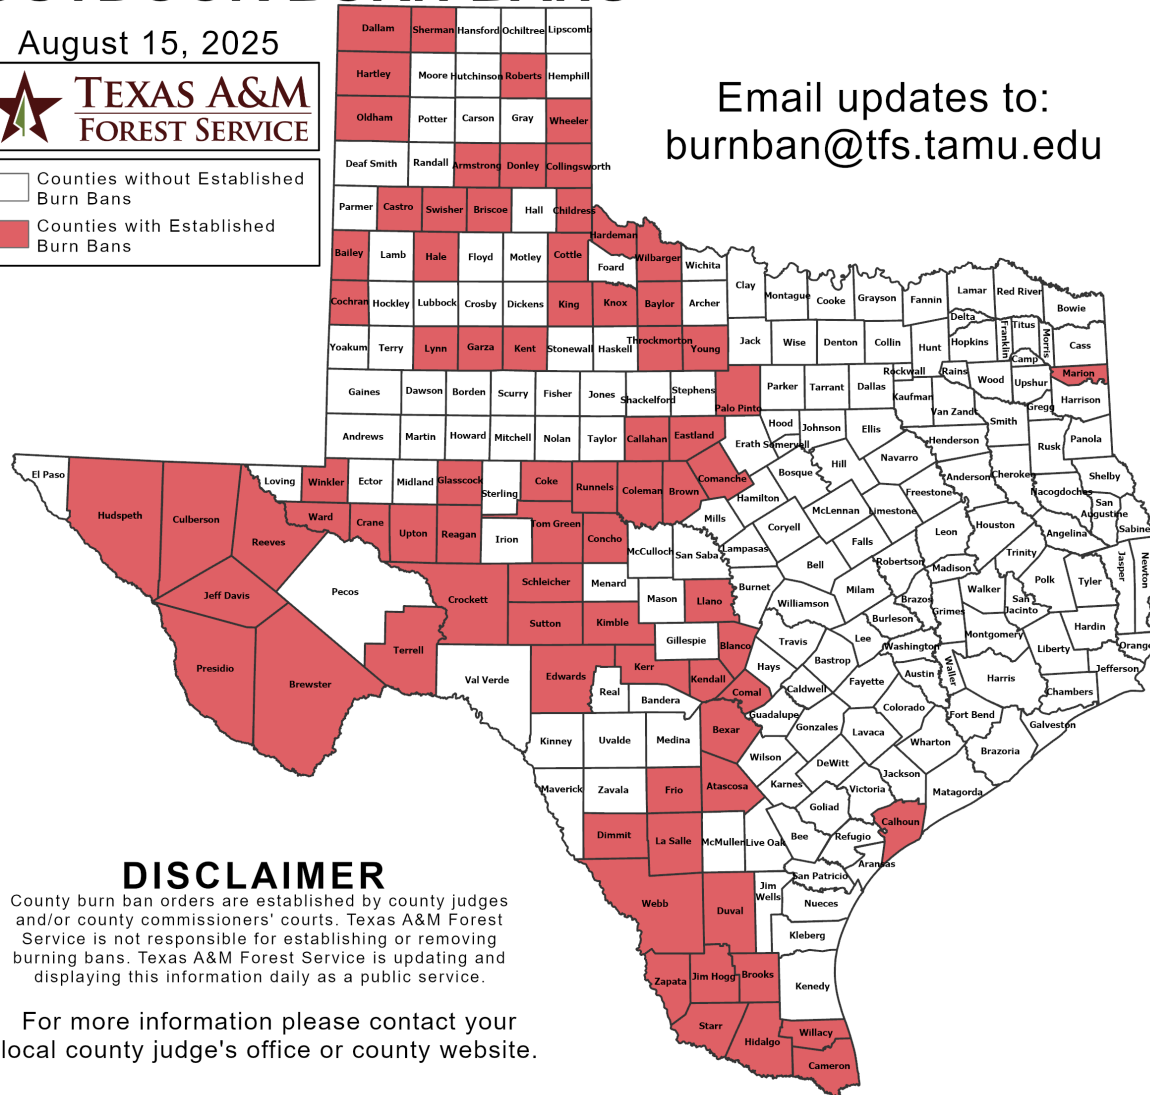 August 15, 2025
TEXAS A&M
FOREST SERVICE
Counties without Established
Burn Bans
Counties with Established
Burn Bans
Email updates to:
burnban@tfs.tamu.edu
Dallam Sherman Hansford Ochiltree Lipscomb
Hartley Moore Hutchinson Roberts Hemphill
Oldham Potter Carson Gray Wheeler
Deaf Smith Randall Armstrong Donley Collingsworth
Parmer Castro Swisher Briscoe Hall Childress
Hardeman
Bailey Lamb Hale Floyd Motley Cottle Foard Wilbarger Wichita
Clay Montague Cooke Grayson Fannin Lamar Red River Bowie
Cochran Hockley Lubbock Crosby Dickens King Knox Baylor Archer
Delta Titus Franklin Morris
Yoakum Terry Lynn Garza Kent Stonewall Haskell Throckmorton Young Jack Wise Denton Collin Hunt Hopkins Camp Cass
Rockwall Rains Wood Upshur Marion
Gaines Dawson Borden Scurry Fisher Jones Shackelford Stephens Palo Pinto Parker Tarrant Dallas Kaufman Van Zandt Gregg Harrison
Andrews Martin Howard Mitchell Nolan Taylor Callahan Eastland Erath Hood Somervell Johnson Ellis Henderson Smith Rusk Panola
El Paso Loving Winkler Ector Midland Glasscock Sterling Coke Runnels Coleman Brown Comanche Hamilton Bosque Hill Navarro Freestone Anderson Cherokee Nacogdoches Shelby
San Augustine Sabine
Hudspeth Culberson Reeves Ward Crane Upton Reagan Irion Tom Green Concho McCulloch San Saba Mills Lampasas Coryell McLennan Limestone Falls Leon Houston Angelina
Trinity Jasper Newton
Jeff Davis Pecos Crockett Schleicher Menard Mason Llano Burnet Bell Milam Robertson Madison Brazos Walker Polk Tyler
San Jacinto Grimes
Presidio Brewster Terrell Sutton Kimble Gillespie Blanco Williamson Travis Lee Burleson Washington Montgomery Liberty Hardin Orange
Val Verde Edwards Kerr Real Kendall Bandera Comal Hays Bastrop Caldwell Fayette Austin Waller Harris Chambers Jefferson
Kinney Uvalde Medina Bexar Guadalupe Gonzales Lavaca Colorado Wharton Fort Bend Brazoria Galveston
Wilson DeWitt Jackson Matagorda
Maverick Zavala Frio Atascosa Karnes Goliad Victoria Calhoun
Dimmit La Salle McMullen Live Oak Bee Refugio Aransas
San Patricio
Webb Duval Jim Wells Nueces
Kleberg
Zapata Jim Hogg Brooks Kenedy
Starr Hidalgo Willacy
Cameron
DISCLAIMER
County burn ban orders are established by county judges
and/or county commissioners' courts. Texas A&M Forest
Service is not responsible for establishing or removing
burning bans. Texas A&M Forest Service is updating and
displaying this information daily as a public service.
For more information please contact your
local county judge's office or county website.